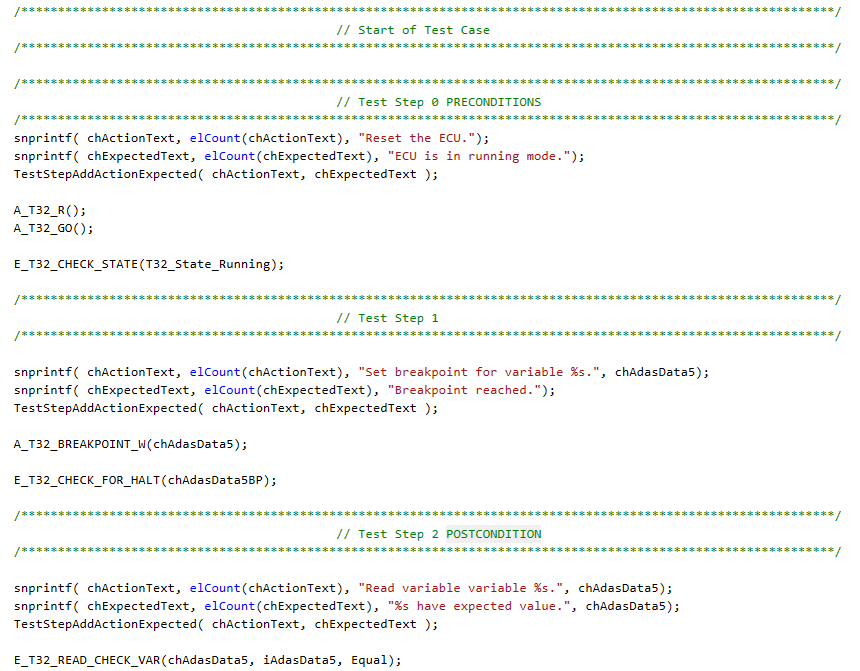 /****************************************************************************************************************/
// Start of Test Case
/****************************************************************************************************************/
/****************************************************************************************************************/
// Test Step 0 PRECONDITIONS
/****************************************************************************************************************/
snprintf( chActionText, elCount(chActionText), "Reset the ECU.");
snprintf( chExpectedText, elCount(chExpectedText), "ECU is in running mode.");
TestStepAddActionExpected( chActionText, chExpectedText );
A_T32_R();
A_T32_GO();
E_T32_CHECK_STATE(T32_State_Running);
/****************************************************************************************************************/
// Test Step 1
/****************************************************************************************************************/
snprintf( chActionText, elCount(chActionText), "Set breakpoint for variable %s.", chAdasData5);
snprintf( chExpectedText, elCount(chExpectedText), "Breakpoint reached.");
TestStepAddActionExpected( chActionText, chExpectedText );
A_T32_BREAKPOINT_W(chAdasData5);
E_T32_CHECK_FOR_HALT(chAdasData5BP);
/****************************************************************************************************************/
// Test Step 2 POSTCONDITION
/****************************************************************************************************************/
snprintf( chActionText, elCount(chActionText), "Read variable variable %s.", chAdasData5);
snprintf( chExpectedText, elCount(chExpectedText), "%s have expected value.", chAdasData5);
TestStepAddActionExpected( chActionText, chExpectedText );
E_T32_READ_CHECK_VAR(chAdasData5, iAdasData5, Equal);